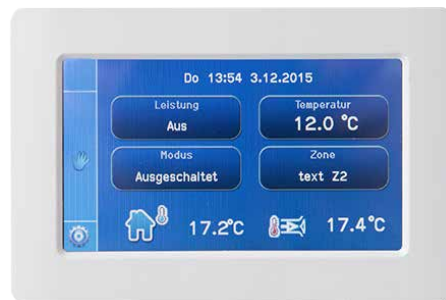 Do 13:54 3.12.2015
Leistung
Aus
Temperatur
12.0 °C
Modus
Ausgeschaltet
Zone
text Z2
17.2°C
17.4°C